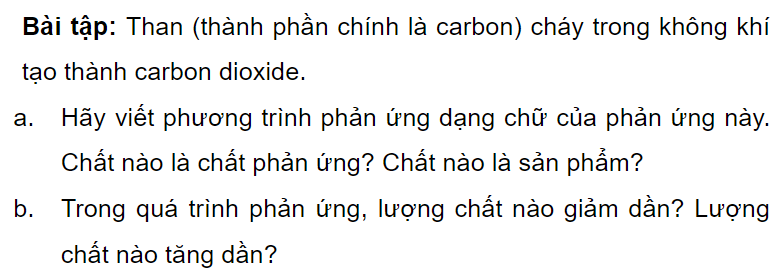 Bài tập: Than (thành phần chính là carbon) cháy trong không khí
tạo thành carbon dioxide.
a. Hãy viết phương trình phản ứng dạng chữ của phản ứng này.
Chất nào là chất phản ứng? Chất nào là sản phẩm?
b. Trong quá trình phản ứng, lượng chất nào giảm dần? Lượng
chất nào tăng dần?